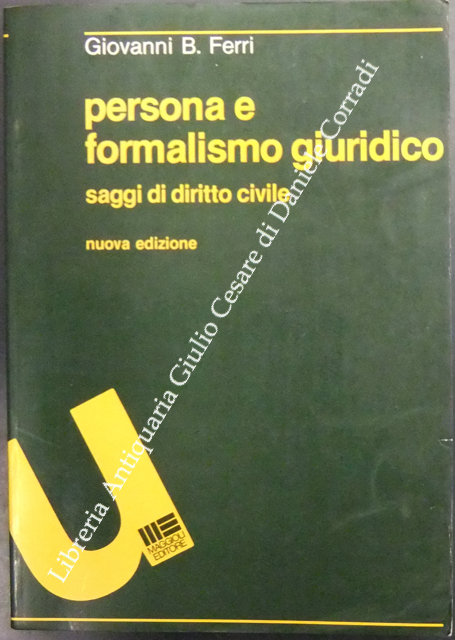 Giovanni B. Ferri
persona e
formalismo giuridico
saggi di diritto civile
nuova edizione
Libreria Antiquaria Giulio Cesare di Daniele Corradi
U
MAGGIOLI
EDITORE